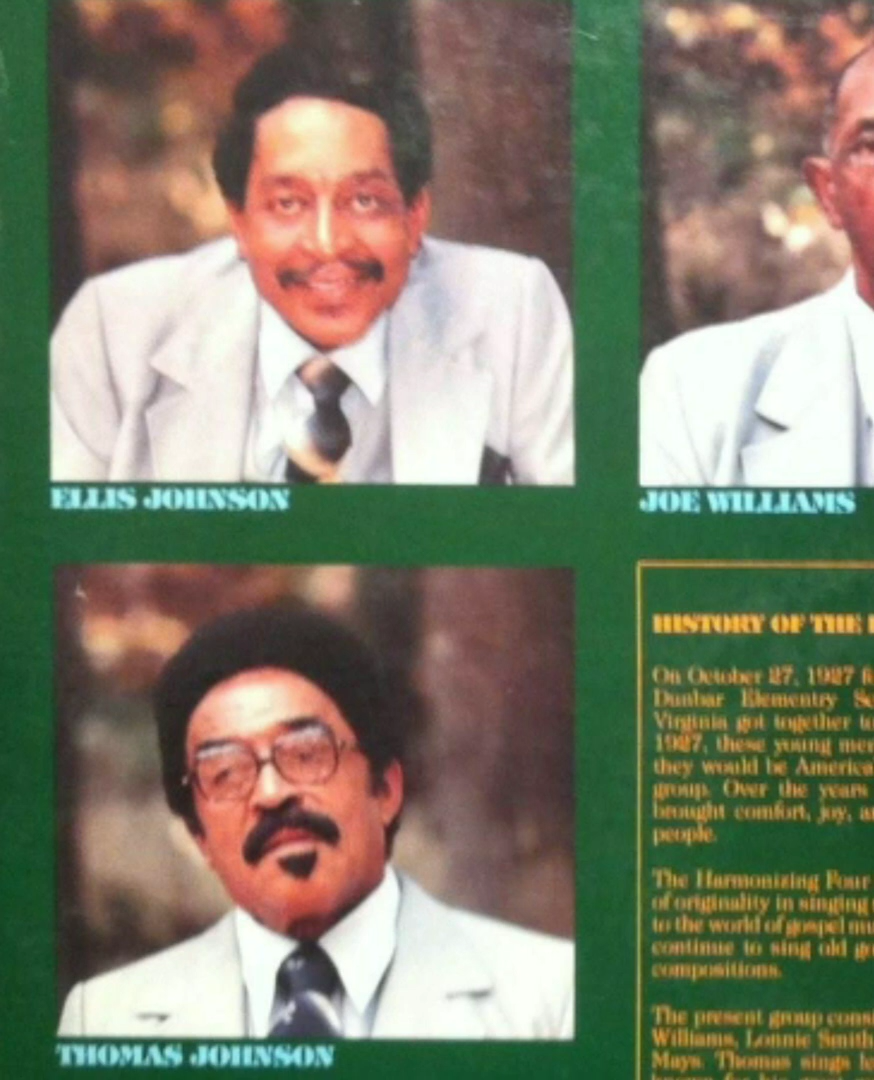 ELLIS JOHNSON
JOE WILLIAMS
THOMAS JOHNSON
HISTORY OF THE
On October 27, 1927
Dunbar Elementry
Virginia got together to
1927, these young men
they would be America
group. Over the years
brought comfort, joy,
people.
The Harmonizing Four
of originality in singing
to the world of gospel
continue to sing old
compositions.
The present group
Williams, Lonnie Smith
Mays. Thomas sings